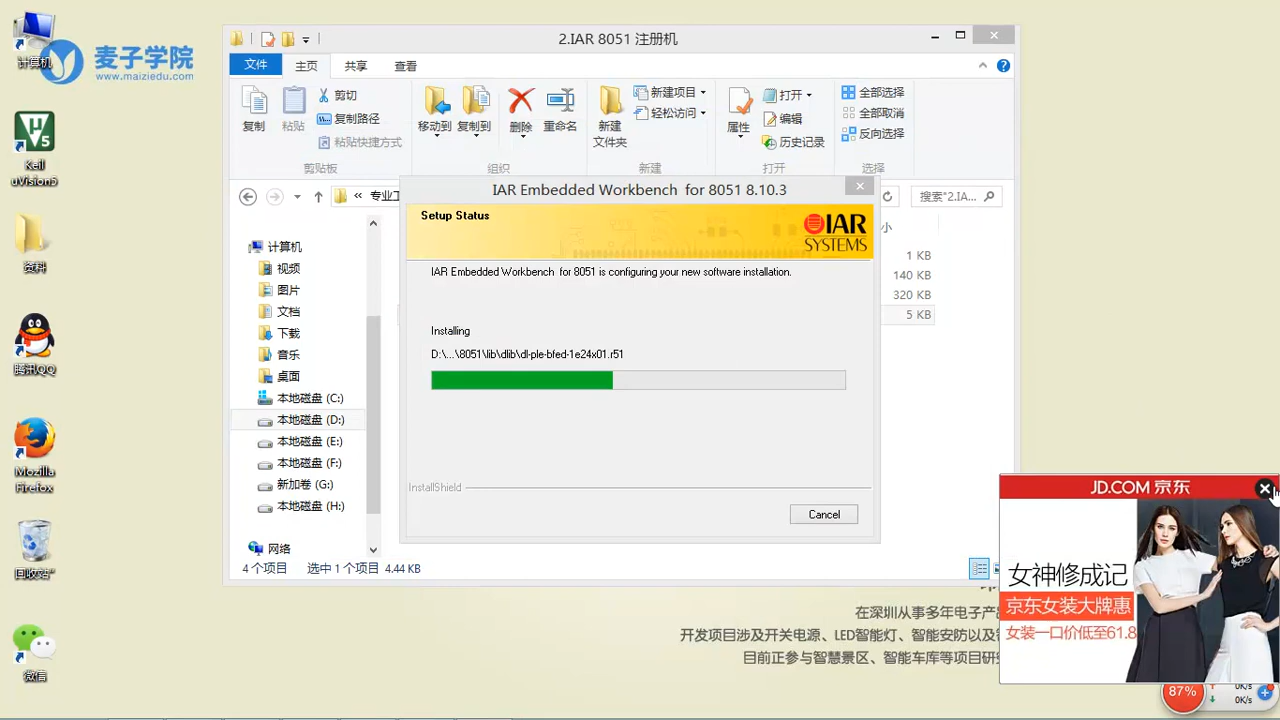 计算机
麦子学院
www.maiziedu.com
Keil
uVision5
资料
腾讯QQ
Mozilla
Firefox
回收站
微信
2.IAR 8051 注册机
文件
主页
共享
查看
复制
粘贴
剪切
复制路径
粘贴快捷方式
剪贴板
移动到
复制到
删除
重命名
组织
新建
文件夹
新建项目
轻松访问
新建
属性
打开
编辑
历史记录
打开
全部选择
全部取消
反向选择
选择
« 专业工
搜索"2.IA...
小
1 KB
140 KB
320 KB
5 KB
计算机
视频
图片
文档
下载
音乐
桌面
本地磁盘 (C:)
本地磁盘 (D:)
本地磁盘 (E:)
本地磁盘 (F:)
新加卷 (G:)
本地磁盘 (H:)
网络
4 个项目
选中 1 个项目 4.44 KB
IAR Embedded Workbench for 8051 8.10.3
Setup Status
IAR
SYSTEMS
IAR Embedded Workbench for 8051 is configuring your new software installation.
Installing
D:\...\8051\lib\dlib\dl-ple-bfed-1e24x01.r51
InstallShield
Cancel
在深圳从事多年电子产
开发项目涉及开关电源、LED智能灯、智能安防以及
目前正参与智慧景区、智能车库等项目研
JD.COM 京东
女神修成记
京东女装大牌惠
女装一口价低至61.8
87%
0K/s
0K/s